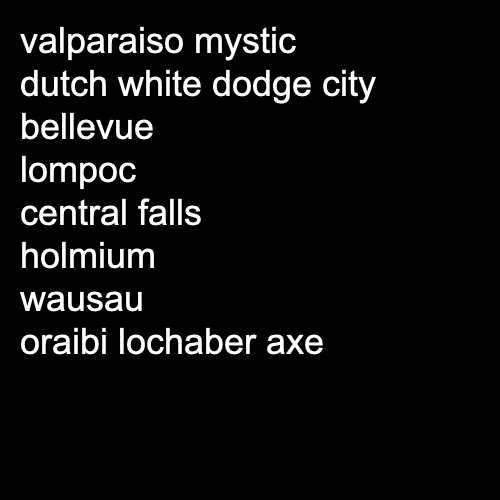 valparaiso mystic
dutch white dodge city
bellevue
lompoc
central falls
holmium
wausau
oraibi lochaber axe